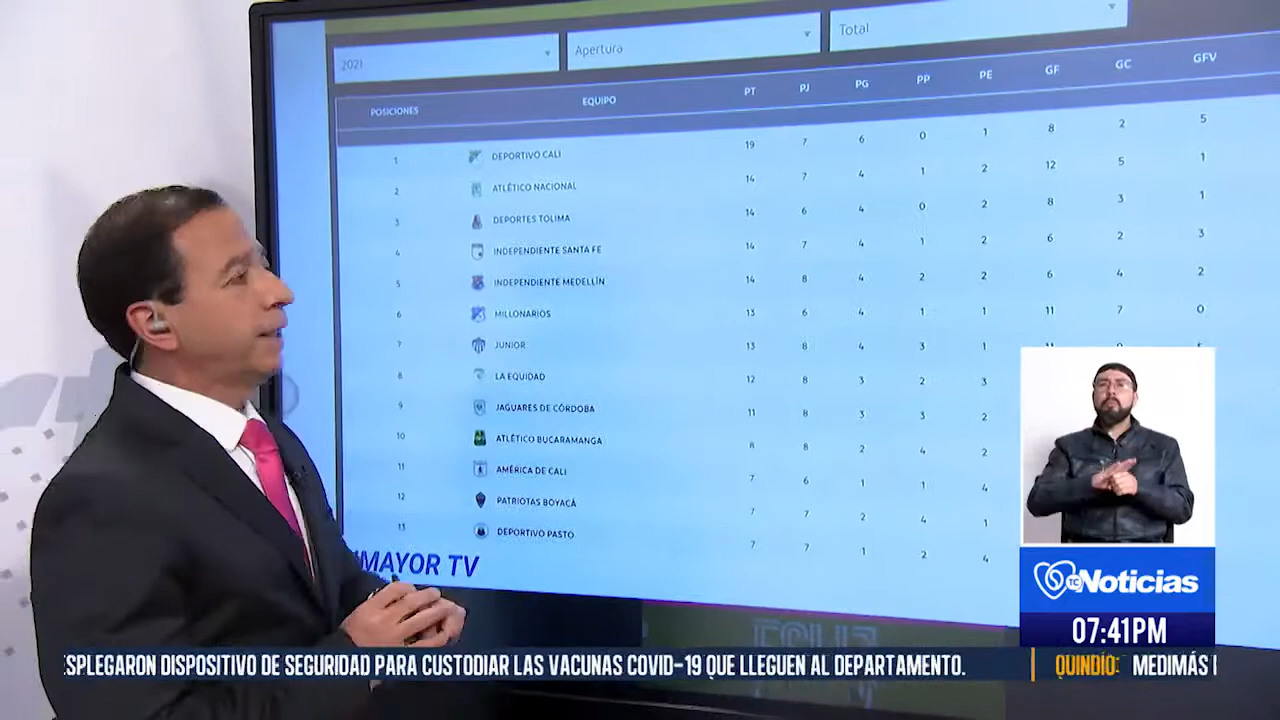 2021 Apertura Total
POSICIONES EQUIPO PT PJ PG PP PE GF GC GFV
1 DEPORTIVO CALI 19 7 6 0 1 8 2 5
2 ATLÉTICO NACIONAL 14 7 4 1 2 12 5 1
3 DEPORTES TOLIMA 14 6 4 0 2 8 3 1
4 INDEPENDIENTE SANTA FE 14 7 4 1 2 6 2 3
5 INDEPENDIENTE MEDELLÍN 14 8 4 2 2 6 4 2
6 MILLONARIOS 13 6 4 1 1 11 7 0
7 JUNIOR 13 8 4 3 1
8 LA EQUIDAD 12 8 3 2 3
9 JAGUARES DE CÓRDOBA 11 8 3 3 2
10 ATLÉTICO BUCARAMANGA 8 8 2 4 2
11 AMÉRICA DE CALI 7 6 1 1 4
12 PATRIOTAS BOYACÁ 7 7 2 4 1
13 DEPORTIVO PASTO 7 7 1 2 4
MAYOR TV
TC Noticias
07:41PM
ESPLEGARON DISPOSITIVO DE SEGURIDAD PARA CUSTODIAR LAS VACUNAS COVID-19 QUE LLEGUEN AL DEPARTAMENTO. QUINDÍO: MEDIMÁS